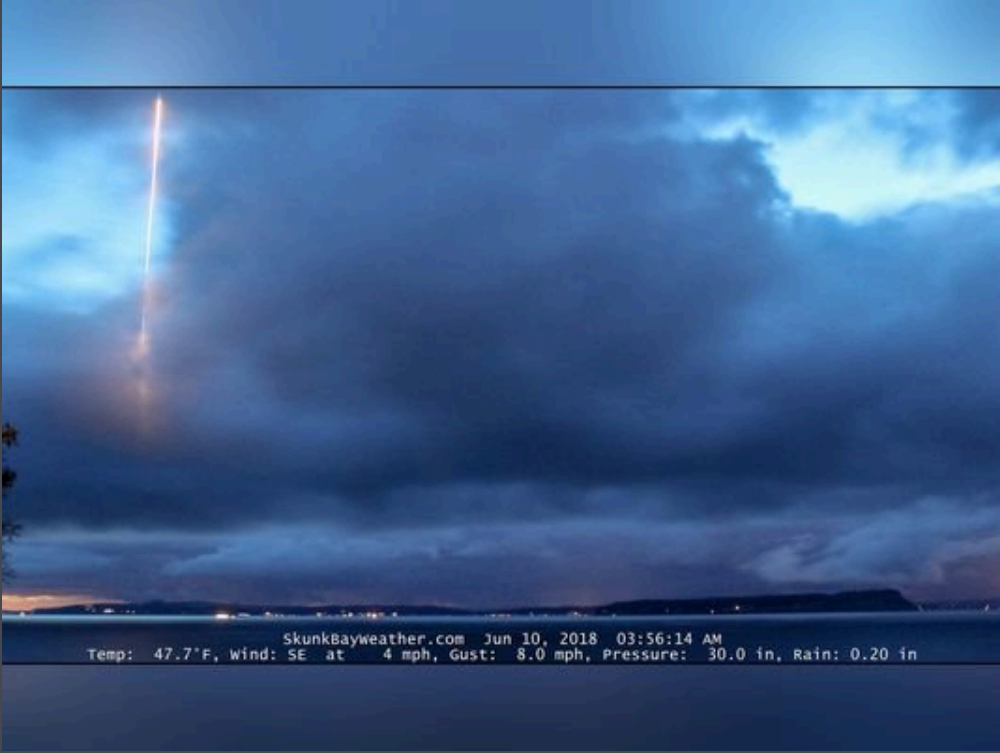 SkunkBayWeather.com Jun 10, 2018 03:56:14 AM
Temp: 47.7°F, Wind: SE at 4 mph, Gust: 8.0 mph, Pressure: 30.0 in, Rain: 0.20 in